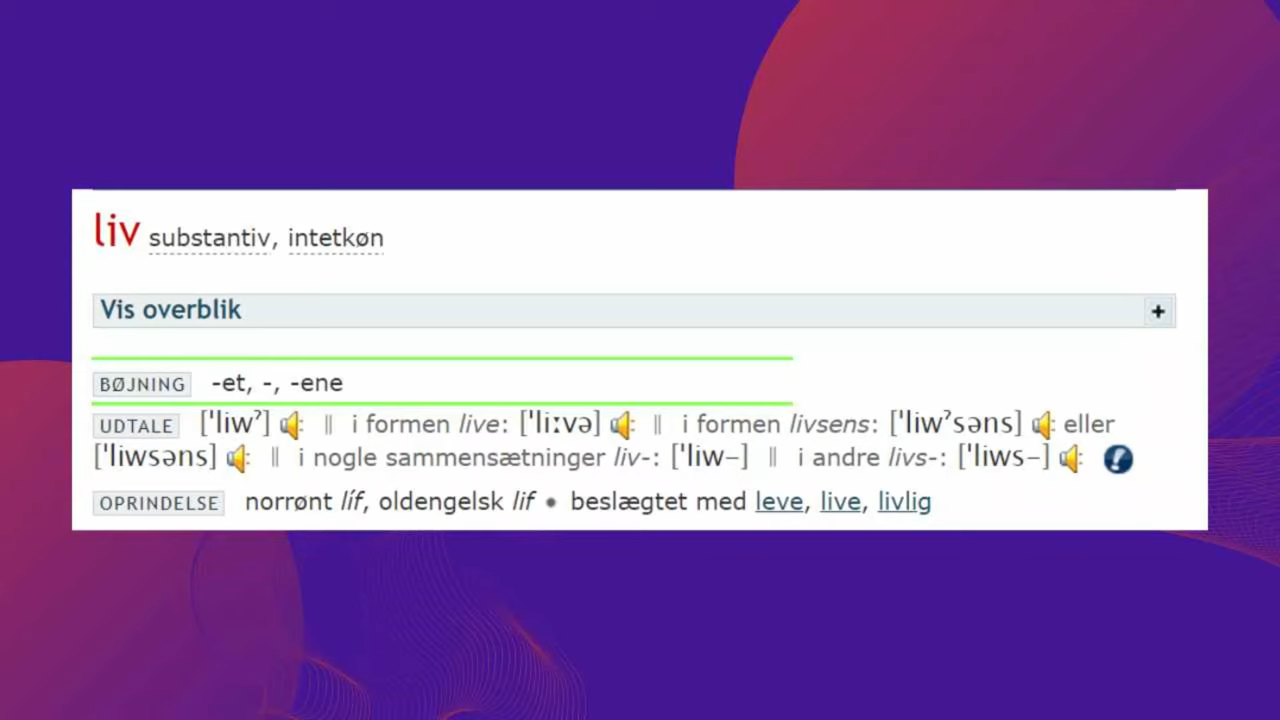 liv substantiv, intetkøn
Vis overblik +
BØJNING -et, -, -ene
UDTALE [ˈliwˀ] ‖ i formen live: [ˈliːvə] ‖ i formen livsens: [ˈliwˀsəns] eller
[ˈliwsəns] ‖ i nogle sammensætninger liv-: [ˈliw–] ‖ i andre livs-: [ˈliws–]
OPRINDELSE norrønt líf, oldengelsk lif • beslægtet med leve, live, livlig